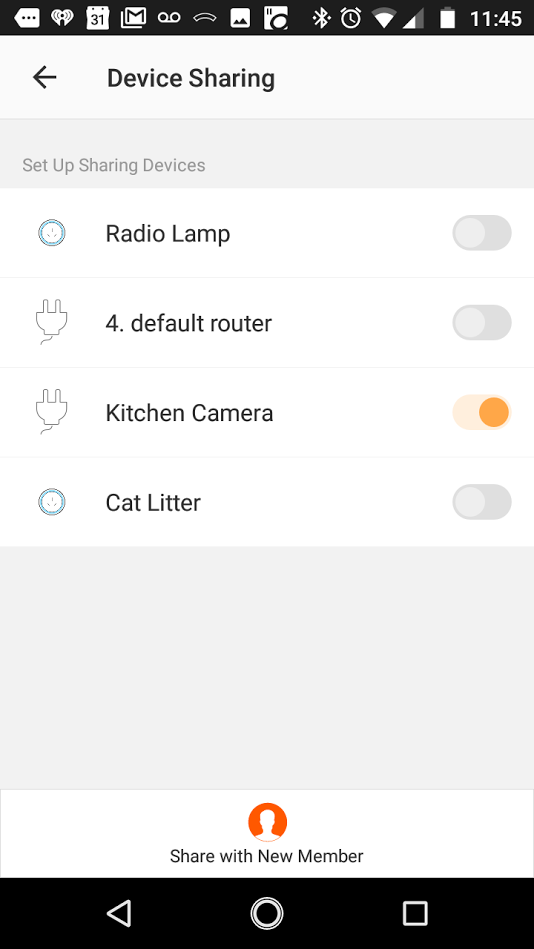 31
11:45
Device Sharing
Set Up Sharing Devices
Radio Lamp
4. default router
Kitchen Camera
Cat Litter
Share with New Member